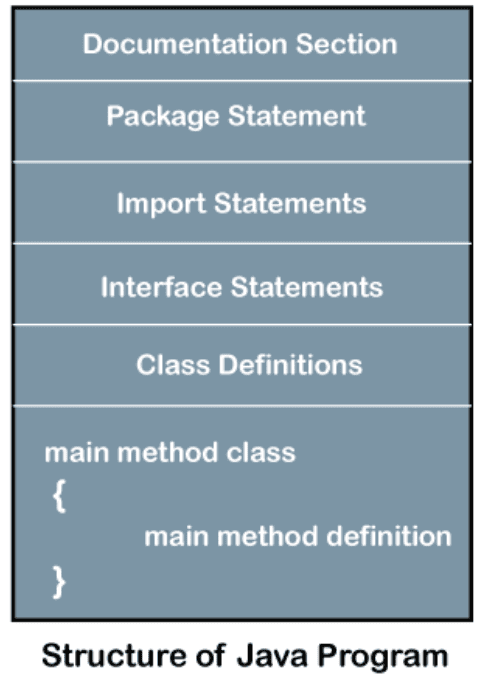 Documentation Section
Package Statement
Import Statements
Interface Statements
Class Definitions
main method class
{
main method definition
}
Structure of Java Program